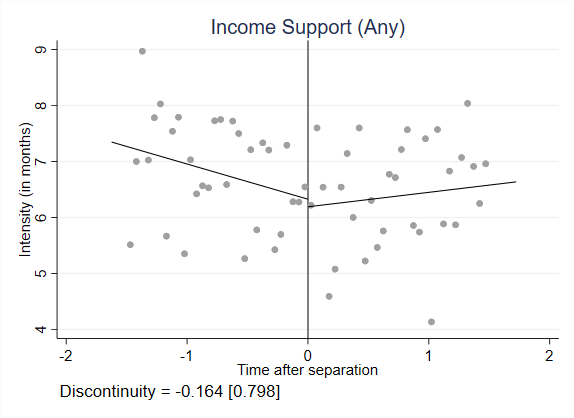 Income Support (Any)
Intensity (in months)
9
8
7
6
5
4
-2
-1
0
1
2
Time after separation
Discontinuity = -0.164 [0.798]